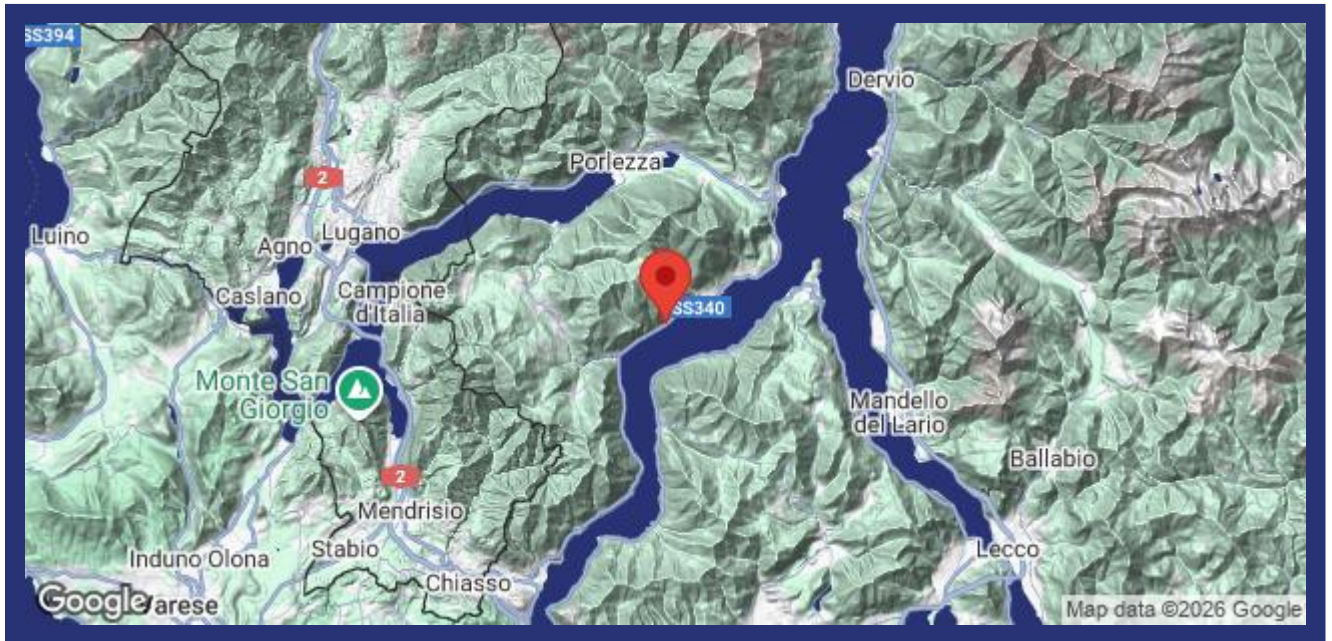 SS394
Dervio
Porlezza
2
Luino
Lugano
Agno
Caslano
Campione
d'Italia
SS340
Monte San
Giorgio
Mandello
del Lario
Ballabio
2
Mendrisio
Induno Olona
Stabio
Lecco
Chiasso
Google
Varese
Map data ©2026 Google